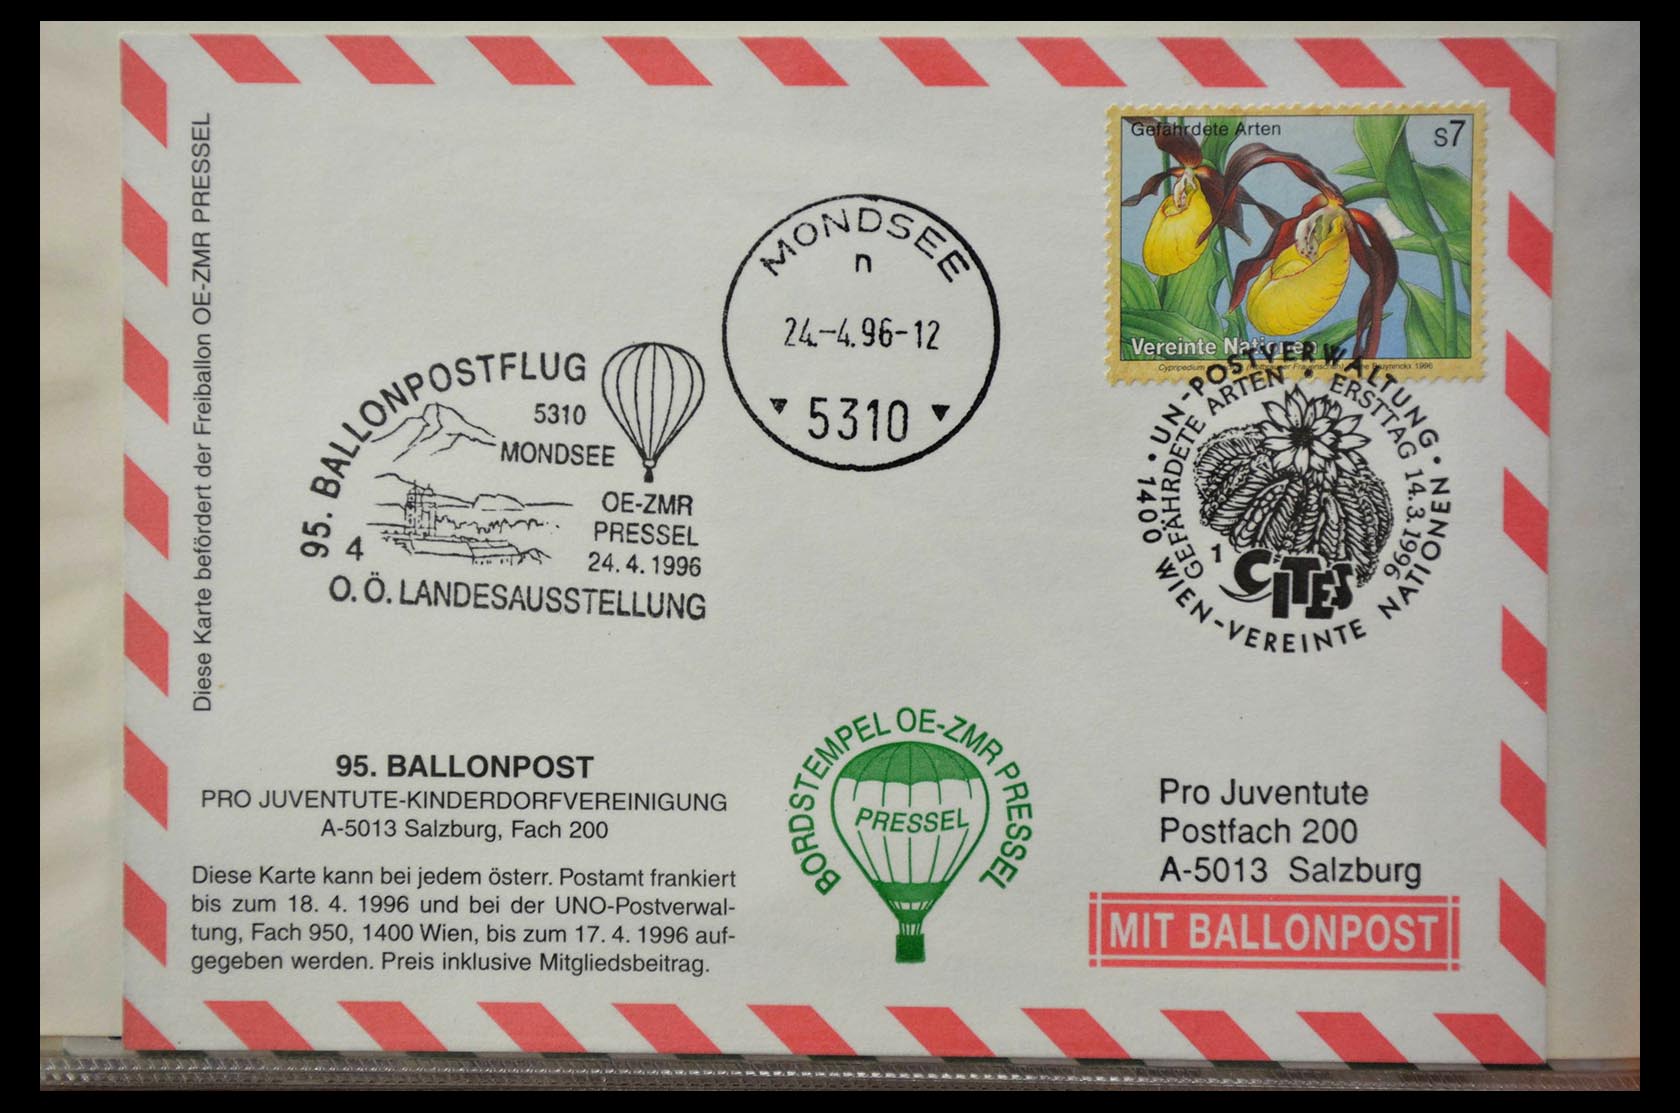 Diese Karte befördert der Freiballon OE-ZMR PRESSEL
Gefährdete Arten
S7
Vereinte Nationen
Cypripedium
1996
MONDSEE
n
24.-4.96-12
5310
95. BALLONPOSTFLUG
5310
MONDSEE
OE-ZMR
PRESSEL
24.4.1996
4
O.Ö. LANDESAUSSTELLUNG
• UN-POSTVERWALTUNG •
1400 WIEN-VEREINTE NATIONEN
GEFÄHRDETE ARTEN • ERSTTAG 14.3.1996
1
CITES
BORDSTEMPEL OE-ZMR PRESSEL
PRESSEL
95. BALLONPOST
PRO JUVENTUTE-KINDERDORFVEREINIGUNG
A-5013 Salzburg, Fach 200
Diese Karte kann bei jedem österr. Postamt frankiert
bis zum 18. 4. 1996 und bei der UNO-Postverwal-
tung, Fach 950, 1400 Wien, bis zum 17. 4. 1996 auf-
gegeben werden. Preis inklusive Mitgliedsbeitrag.
Pro Juventute
Postfach 200
A-5013 Salzburg
MIT BALLONPOST